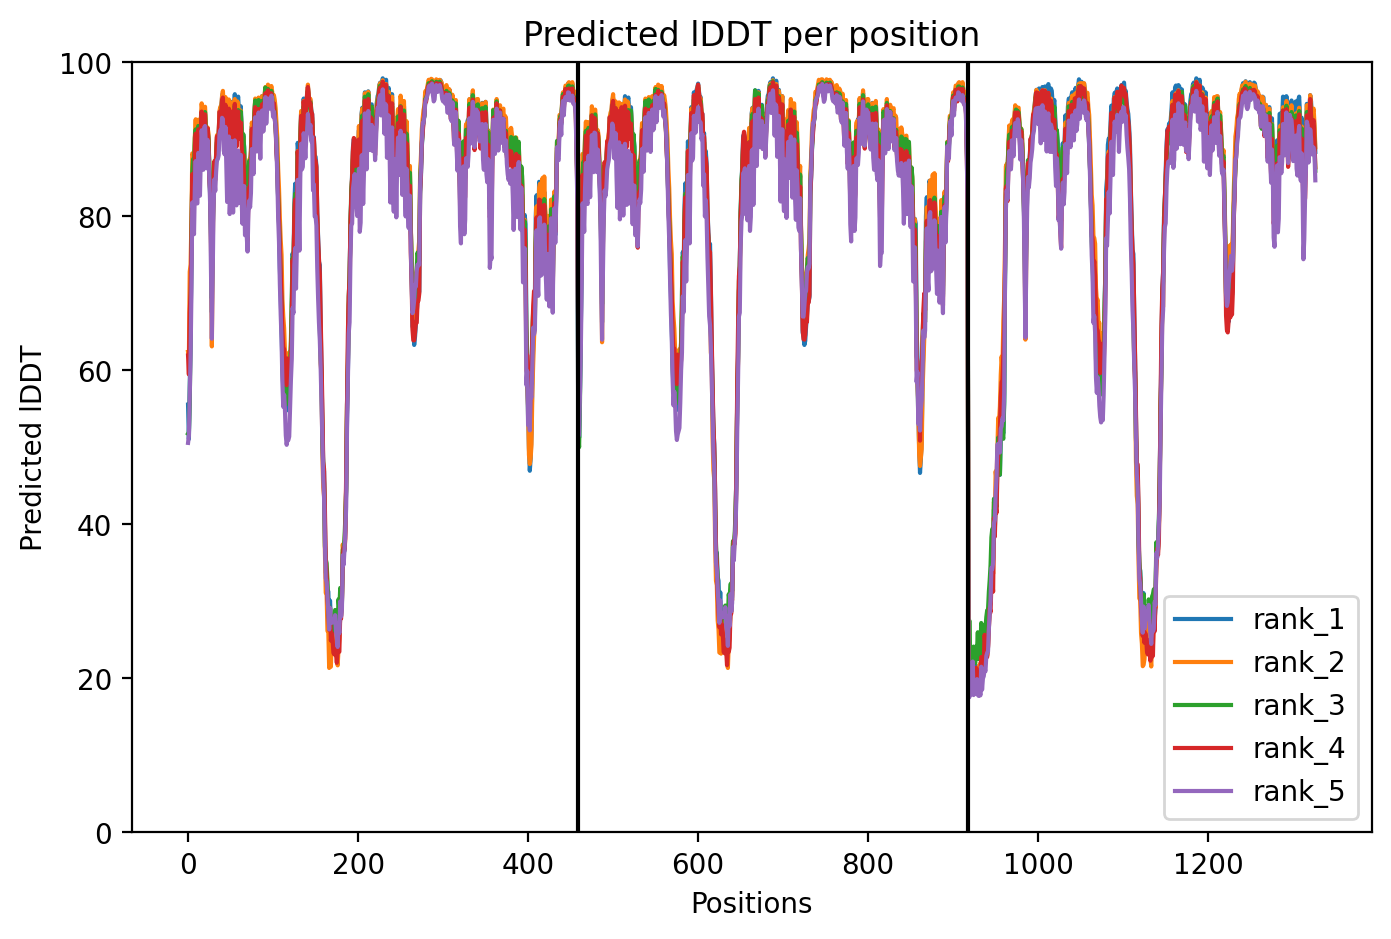 Predicted lDDT per position
100
80
60
40
20
0
Predicted lDDT
0 200 400 600 800 1000 1200
Positions
rank_1
rank_2
rank_3
rank_4
rank_5